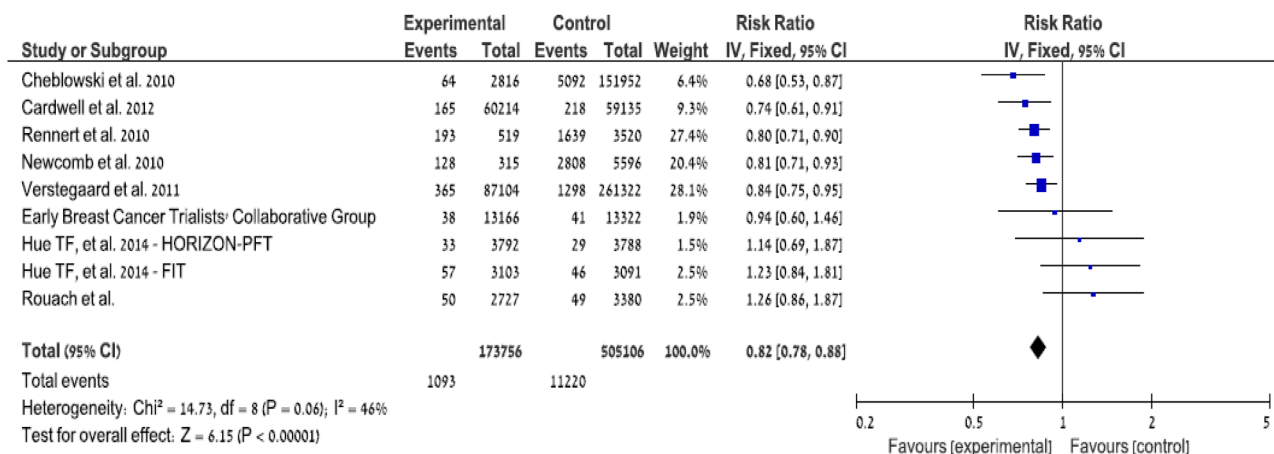 Experimental Control Risk Ratio Risk Ratio
Study or Subgroup Events Total Events Total Weight IV, Fixed, 95% CI IV, Fixed, 95% CI
Cheblowski et al. 2010 64 2816 5092 151952 6.4% 0.68 [0.53, 0.87]
Cardwell et al. 2012 165 60214 218 59135 9.3% 0.74 [0.61, 0.91]
Rennert et al. 2010 193 519 1639 3520 27.4% 0.80 [0.71, 0.90]
Newcomb et al. 2010 128 315 2808 5596 20.4% 0.81 [0.71, 0.93]
Verstegaard et al. 2011 365 87104 1298 261322 28.1% 0.84 [0.75, 0.95]
Early Breast Cancer Trialists' Collaborative Group 38 13166 41 13322 1.9% 0.94 [0.60, 1.46]
Hue TF, et al. 2014 - HORIZON-PFT 33 3792 29 3788 1.5% 1.14 [0.69, 1.87]
Hue TF, et al. 2014 - FIT 57 3103 46 3091 2.5% 1.23 [0.84, 1.81]
Rouach et al. 50 2727 49 3380 2.5% 1.26 [0.86, 1.87]
Total (95% CI) 173756 505106 100.0% 0.82 [0.78, 0.88]
Total events 1093 11220
Heterogeneity: Chi² = 14.73, df = 8 (P = 0.06); I² = 46%
Test for overall effect: Z = 6.15 (P < 0.00001)
0.2 0.5 1 2 5
Favours [experimental] Favours [control]